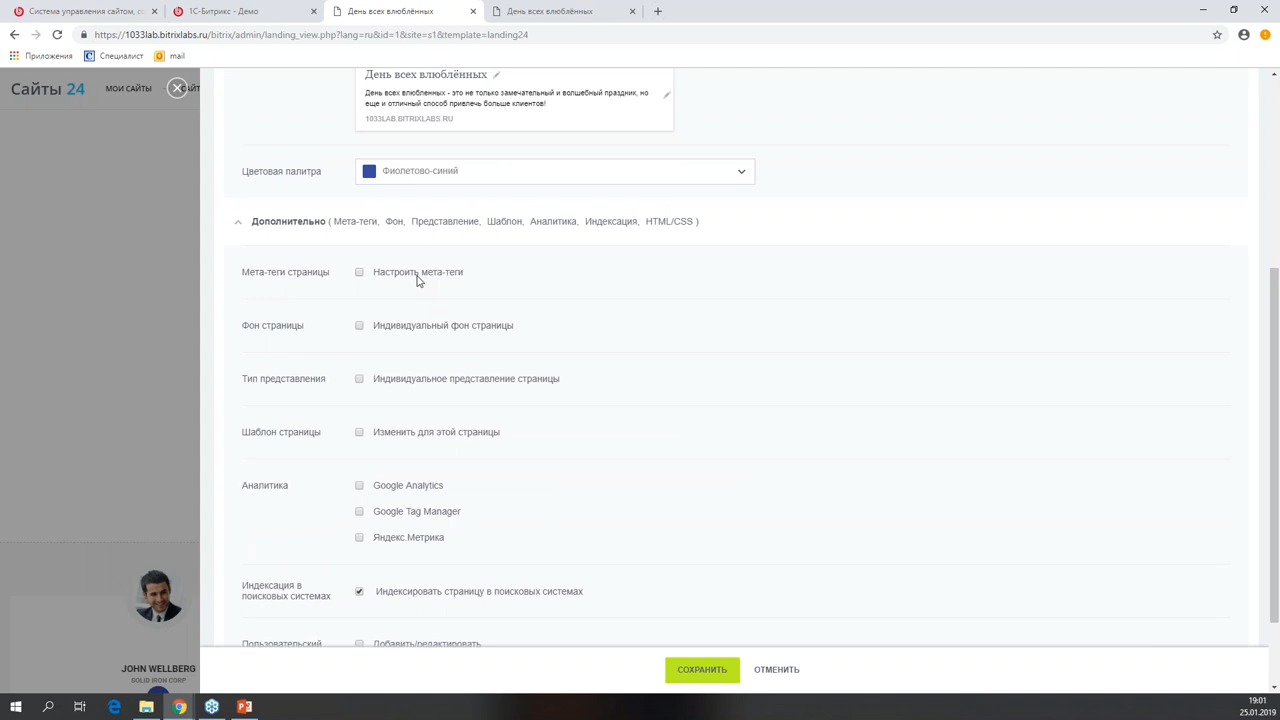 Система управления сайтом, со
1С-Битрикс - Демо
День всех влюблённых
День всех влюблённых
https://1033lab.bitrixlabs.ru/bitrix/admin/landing_view.php?lang=ru&id=1&site=s1&template=landing24
Приложения
Специалист
mail
Сайты 24
МОИ САЙТЫ
САЙТ
День всех влюблённых
День всех влюбленных - это не только замечательный и волшебный праздник, но
еще и отличный способ привлечь больше клиентов!
1033LAB.BITRIXLABS.RU
Цветовая палитра
Фиолетово-синий
Дополнительно ( Мета-теги, Фон, Представление, Шаблон, Аналитика, Индексация, HTML/CSS )
Мета-теги страницы
Настроить мета-теги
Фон страницы
Индивидуальный фон страницы
Тип представления
Индивидуальное представление страницы
Шаблон страницы
Изменить для этой страницы
Аналитика
Google Analytics
Google Tag Manager
Яндекс.Метрика
Индексация в
поисковых системах
Индексировать страницу в поисковых системах
Пользовательский
Добавить/редактировать
JOHN WELLBERG
SOLID IRON CORP
СОХРАНИТЬ
ОТМЕНИТЬ
19:01
25.01.2019